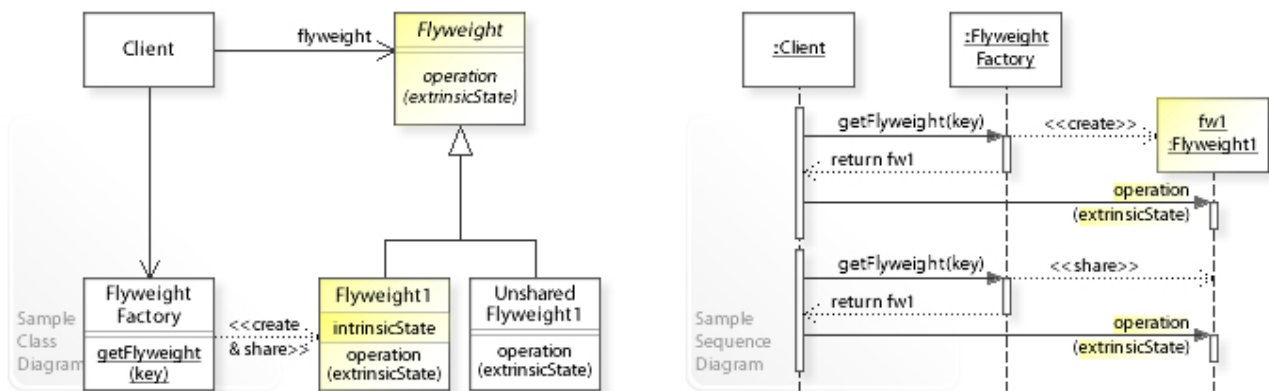 Client
flyweight
Flyweight
operation
(extrinsicState)
Flyweight
Factory
getFlyweight
(key)
<<create
& share>>
Flyweight1
intrinsicState
operation
(extrinsicState)
Unshared
Flyweight1
operation
(extrinsicState)
Sample
Class
Diagram
:Client
:Flyweight
Factory
fw1
:Flyweight1
getFlyweight(key)
<<create>>
return fw1
operation
(extrinsicState)
getFlyweight(key)
<<share>>
return fw1
operation
(extrinsicState)
Sample
Sequence
Diagram